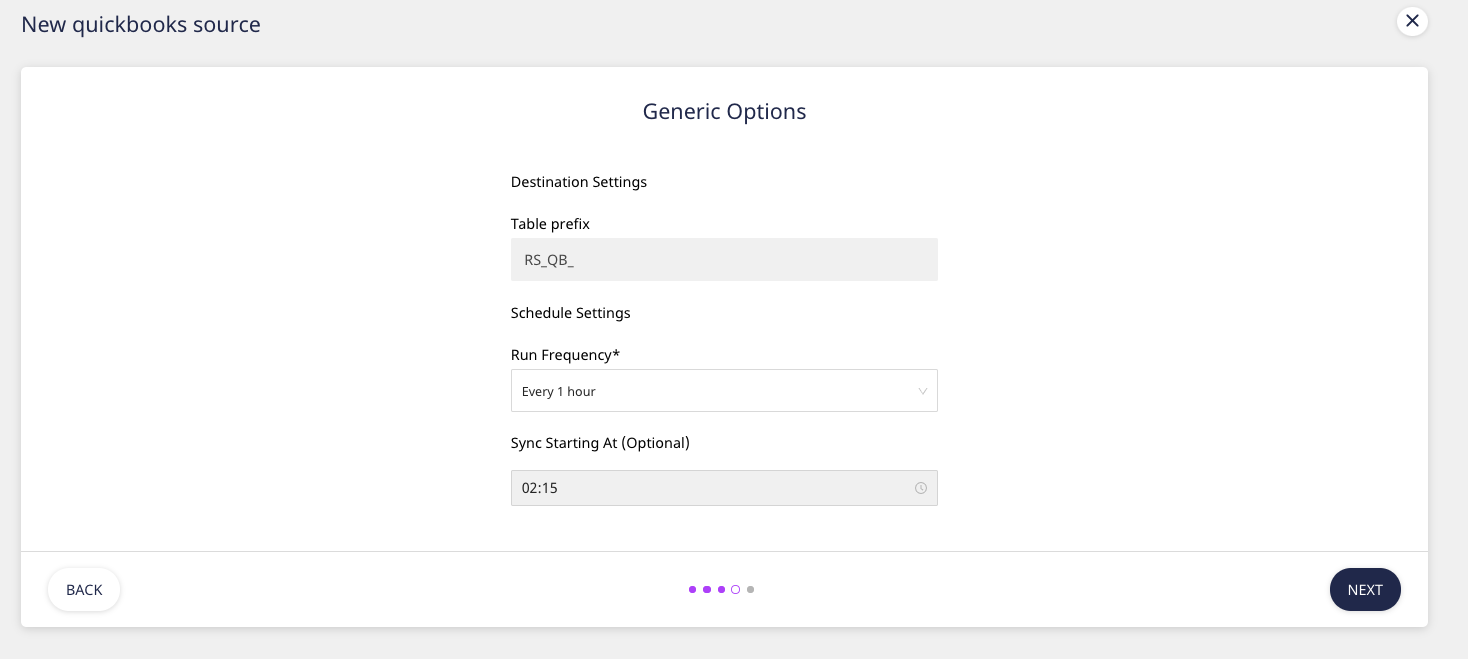 New quickbooks source
Generic Options
Destination Settings
Table prefix
RS_QB_
Schedule Settings
Run Frequency*
Every 1 hour
Sync Starting At (Optional)
02:15
BACK
NEXT